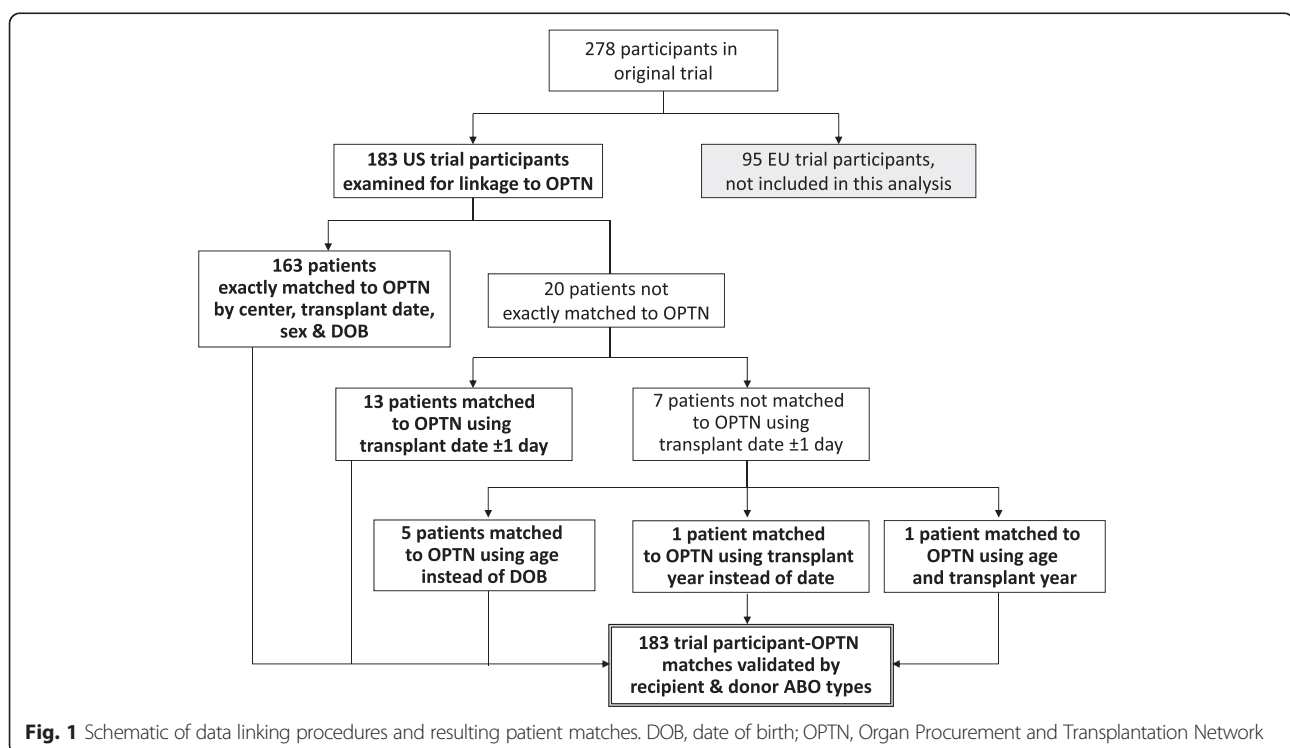 278 participants in
original trial
183 US trial participants
examined for linkage to OPTN
95 EU trial participants,
not included in this analysis
163 patients
exactly matched to OPTN
by center, transplant date,
sex & DOB
20 patients not
exactly matched to OPTN
13 patients matched
to OPTN using
transplant date ±1 day
7 patients not matched
to OPTN using
transplant date ±1 day
5 patients matched
to OPTN using age
instead of DOB
1 patient matched
to OPTN using transplant
year instead of date
1 patient matched to
OPTN using age
and transplant year
183 trial participant-OPTN
matches validated by
recipient & donor ABO types
Fig. 1 Schematic of data linking procedures and resulting patient matches. DOB, date of birth; OPTN, Organ Procurement and Transplantation Network